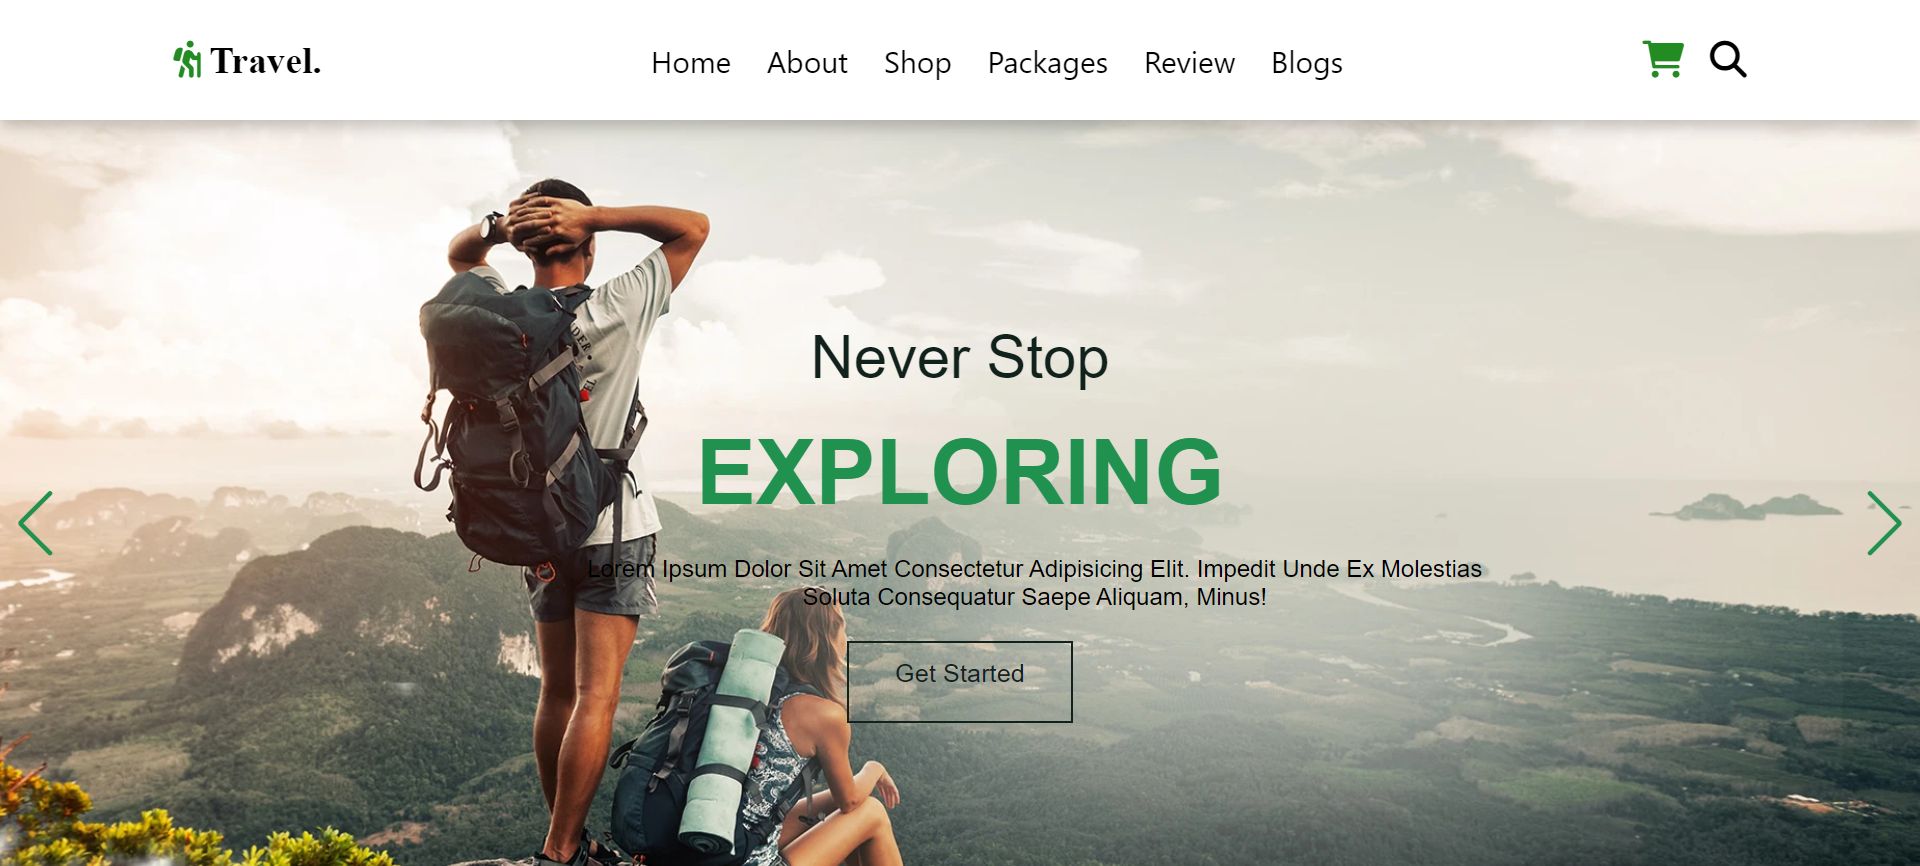 Travel.
Home About Shop Packages Review Blogs
Never Stop
EXPLORING
Lorem Ipsum Dolor Sit Amet Consectetur Adipisicing Elit. Impedit Unde Ex Molestias
Soluta Consequatur Saepe Aliquam, Minus!
Get Started